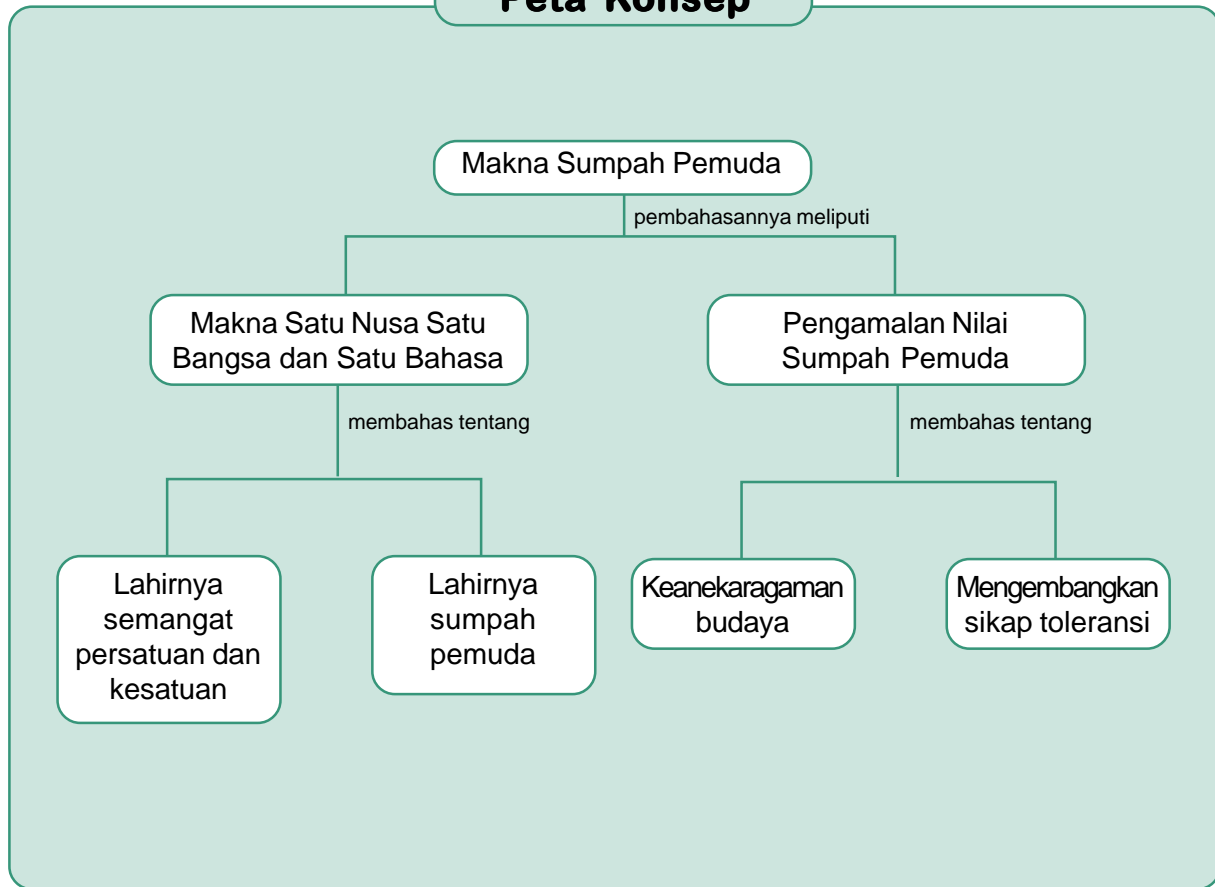 Peta Konsep
Makna Sumpah Pemuda
pembahasannya meliputi
Makna Satu Nusa Satu
Bangsa dan Satu Bahasa
Pengamalan Nilai
Sumpah Pemuda
membahas tentang
membahas tentang
Lahirnya
semangat
persatuan dan
kesatuan
Lahirnya
sumpah
pemuda
Keanekaragaman
budaya
Mengembangkan
sikap toleransi